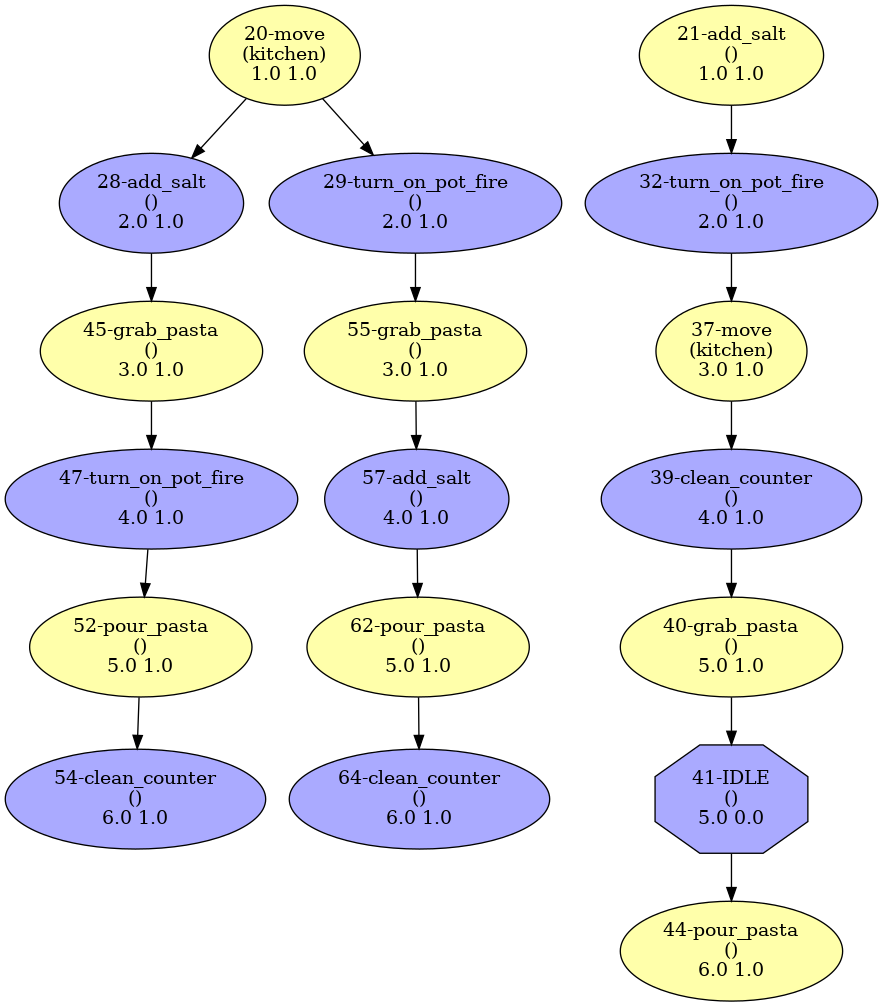 20-move
(kitchen)
1.0 1.0
21-add_salt
()
1.0 1.0
28-add_salt
()
2.0 1.0
29-turn_on_pot_fire
()
2.0 1.0
32-turn_on_pot_fire
()
2.0 1.0
45-grab_pasta
()
3.0 1.0
55-grab_pasta
()
3.0 1.0
37-move
(kitchen)
3.0 1.0
47-turn_on_pot_fire
()
4.0 1.0
57-add_salt
()
4.0 1.0
39-clean_counter
()
4.0 1.0
52-pour_pasta
()
5.0 1.0
62-pour_pasta
()
5.0 1.0
40-grab_pasta
()
5.0 1.0
54-clean_counter
()
6.0 1.0
64-clean_counter
()
6.0 1.0
41-IDLE
()
5.0 0.0
44-pour_pasta
()
6.0 1.0